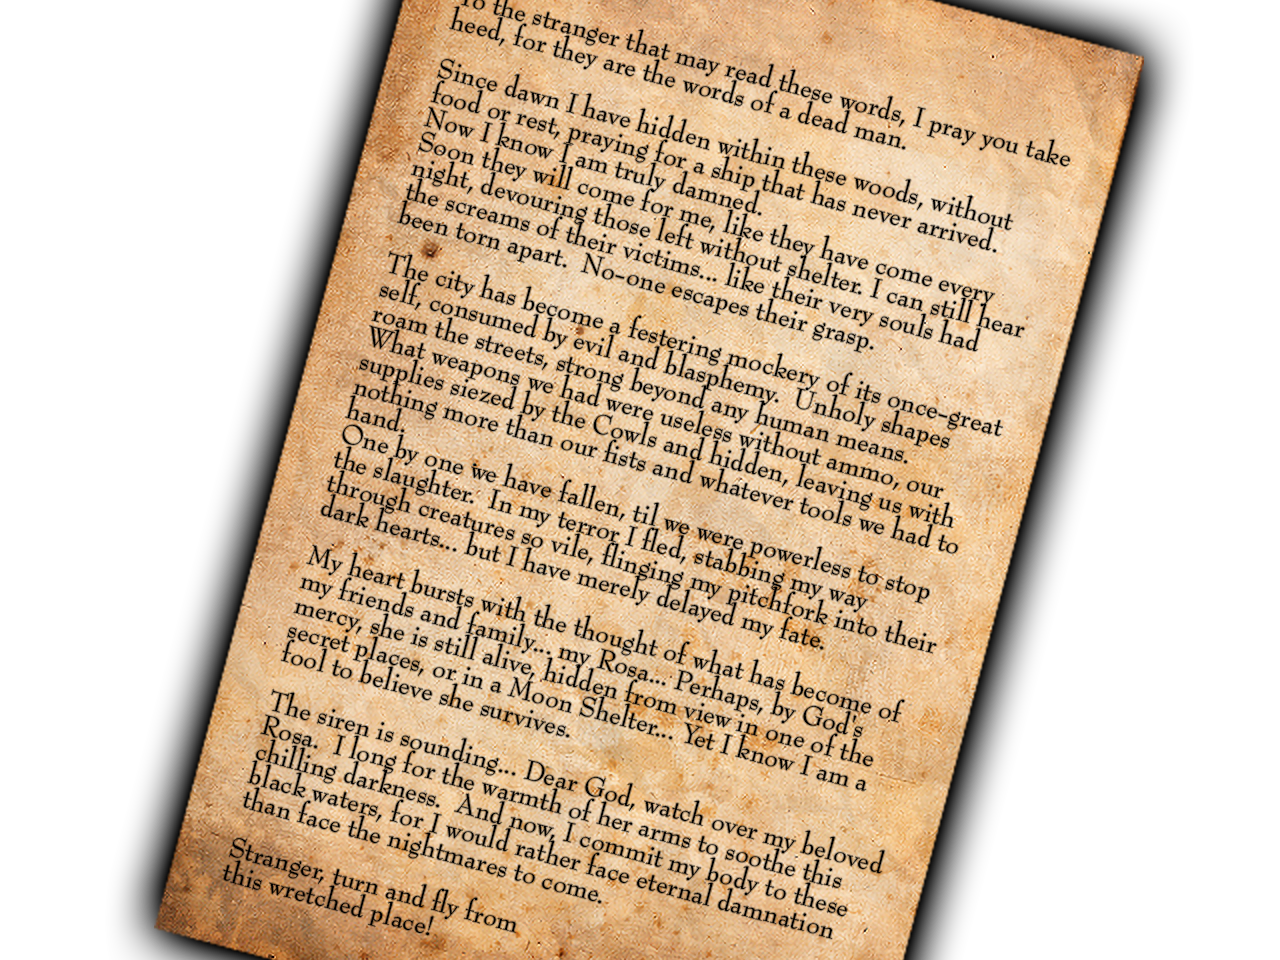 To the stranger that may read these words, I pray you take
heed, for they are the words of a dead man.
Since dawn I have hidden within these woods, without
food or rest, praying for a ship that has never arrived.
Now I know I am truly damned.
Soon they will come for me, like they have come every
night, devouring those left without shelter. I can still hear
the screams of their victims... like their very souls had
been torn apart.  No-one escapes their grasp.
The city has become a festering mockery of its once-great
self, consumed by evil and blasphemy.  Unholy shapes
roam the streets, strong beyond any human means.
What weapons we had were useless without ammo, our
supplies siezed by the Cowls and hidden, leaving us with
nothing more than our fists and whatever tools we had to
hand.
One by one we have fallen, til we were powerless to stop
the slaughter.  In my terror I fled, stabbing my way
through creatures so vile, flinging my pitchfork into their
dark hearts... but I have merely delayed my fate.
My heart bursts with the thought of what has become of
my friends and family... my Rosa... Perhaps, by God's
mercy, she is still alive, hidden from view in one of the
secret places, or in a Moon Shelter... Yet I know I am a
fool to believe she survives.
The siren is sounding... Dear God, watch over my beloved
Rosa.  I long for the warmth of her arms to soothe this
chilling darkness.  And now, I commit my body to these
black waters, for I would rather face eternal damnation
than face the nightmares to come.
Stranger, turn and fly from
this wretched place!